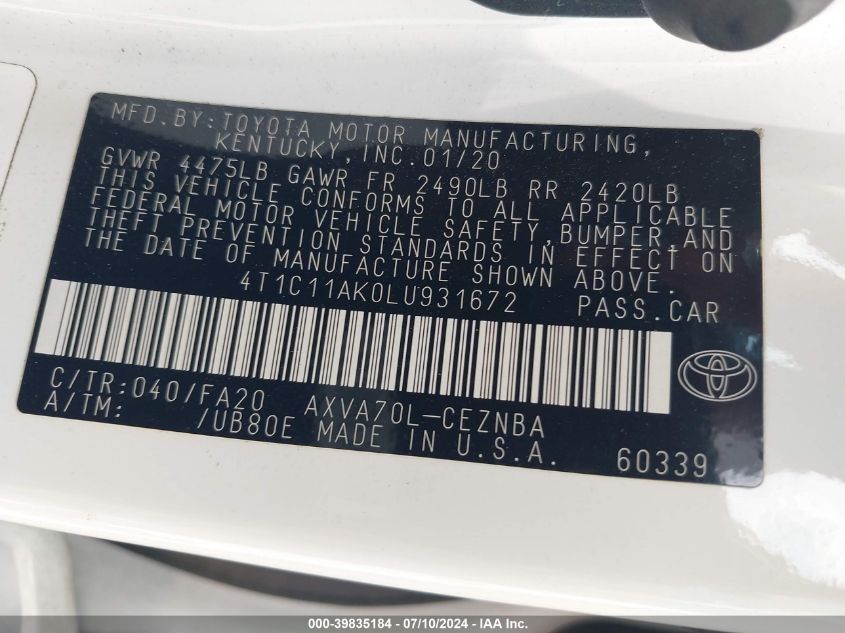 MFD.BY:TOYOTA MOTOR MANUFACTURING,
KENTUCKY,INC.01/20
GVWR 4475LB GAWR FR 2490LB RR 2420LB
THIS VEHICLE CONFORMS TO ALL APPLICABLE
FEDERAL MOTOR VEHICLE SAFETY,BUMPER,AND
THEFT PREVENTION STANDARDS IN EFFECT ON
THE DATE OF MANUFACTURE SHOWN ABOVE.
4T1C11AK0LU931672 PASS.CAR
C/TR:040/FA20 AXVA70L-CEZNBA
A/TM: /UB80E MADE IN U.S.A. 60339
000-39835184 - 07/10/2024 - IAA Inc.